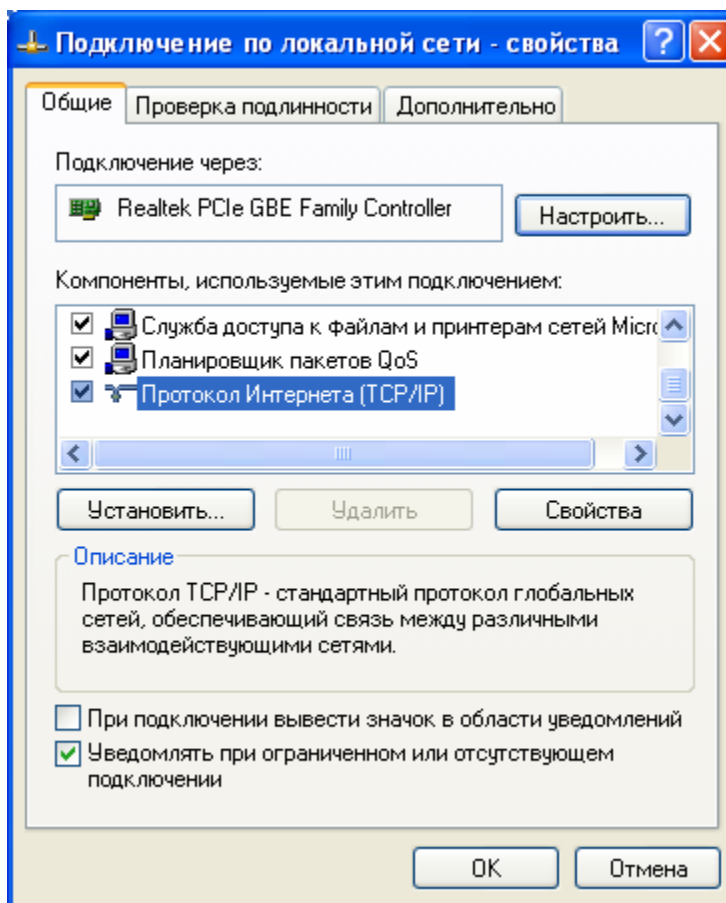 Подключение по локальной сети - свойства
Общие
Проверка подлинности
Дополнительно
Подключение через:
Realtek PCIe GBE Family Controller
Настроить...
Компоненты, используемые этим подключением:
Служба доступа к файлам и принтерам сетей Micro
Планировщик пакетов QoS
Протокол Интернета (TCP/IP)
Установить...
Удалить
Свойства
Описание
Протокол TCP/IP - стандартный протокол глобальных
сетей, обеспечивающий связь между различными
взаимодействующими сетями.
При подключении вывести значок в области уведомлений
Уведомлять при ограниченном или отсутствующем
подключении
OK
Отмена